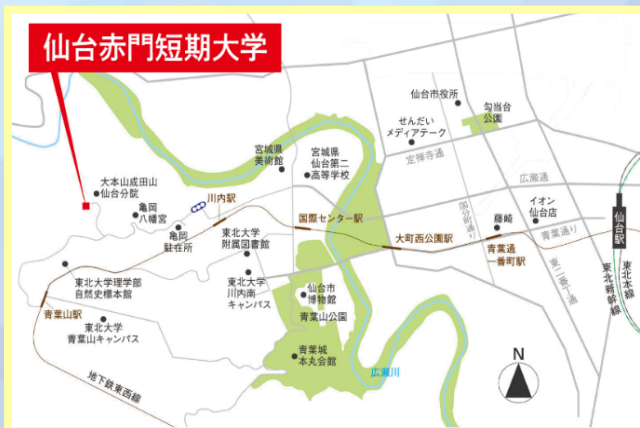 仙台赤門短期大学
仙台市役所
勾当台
公園
せんだい
メディアテーク
定禅寺通
宮城県
美術館
宮城県
仙台第二
高等学校
広瀬通
大本山成田山
仙台分院
川内駅
亀岡
八幡宮
国際センター駅
国分町通り
藤崎
イオン
仙台店
仙台駅
亀岡
駐在所
東北大学
附属図書館
大町西公園駅
青葉通
一番町駅
青葉通り
東二番丁通
東北新幹線
東北本線
東北大学理学部
自然史標本館
東北大学
川内南
キャンパス
仙台市
博物館
青葉山公園
青葉山駅
東北大学
青葉山キャンパス
青葉城
本丸会館
広瀬川
地下鉄東西線
N